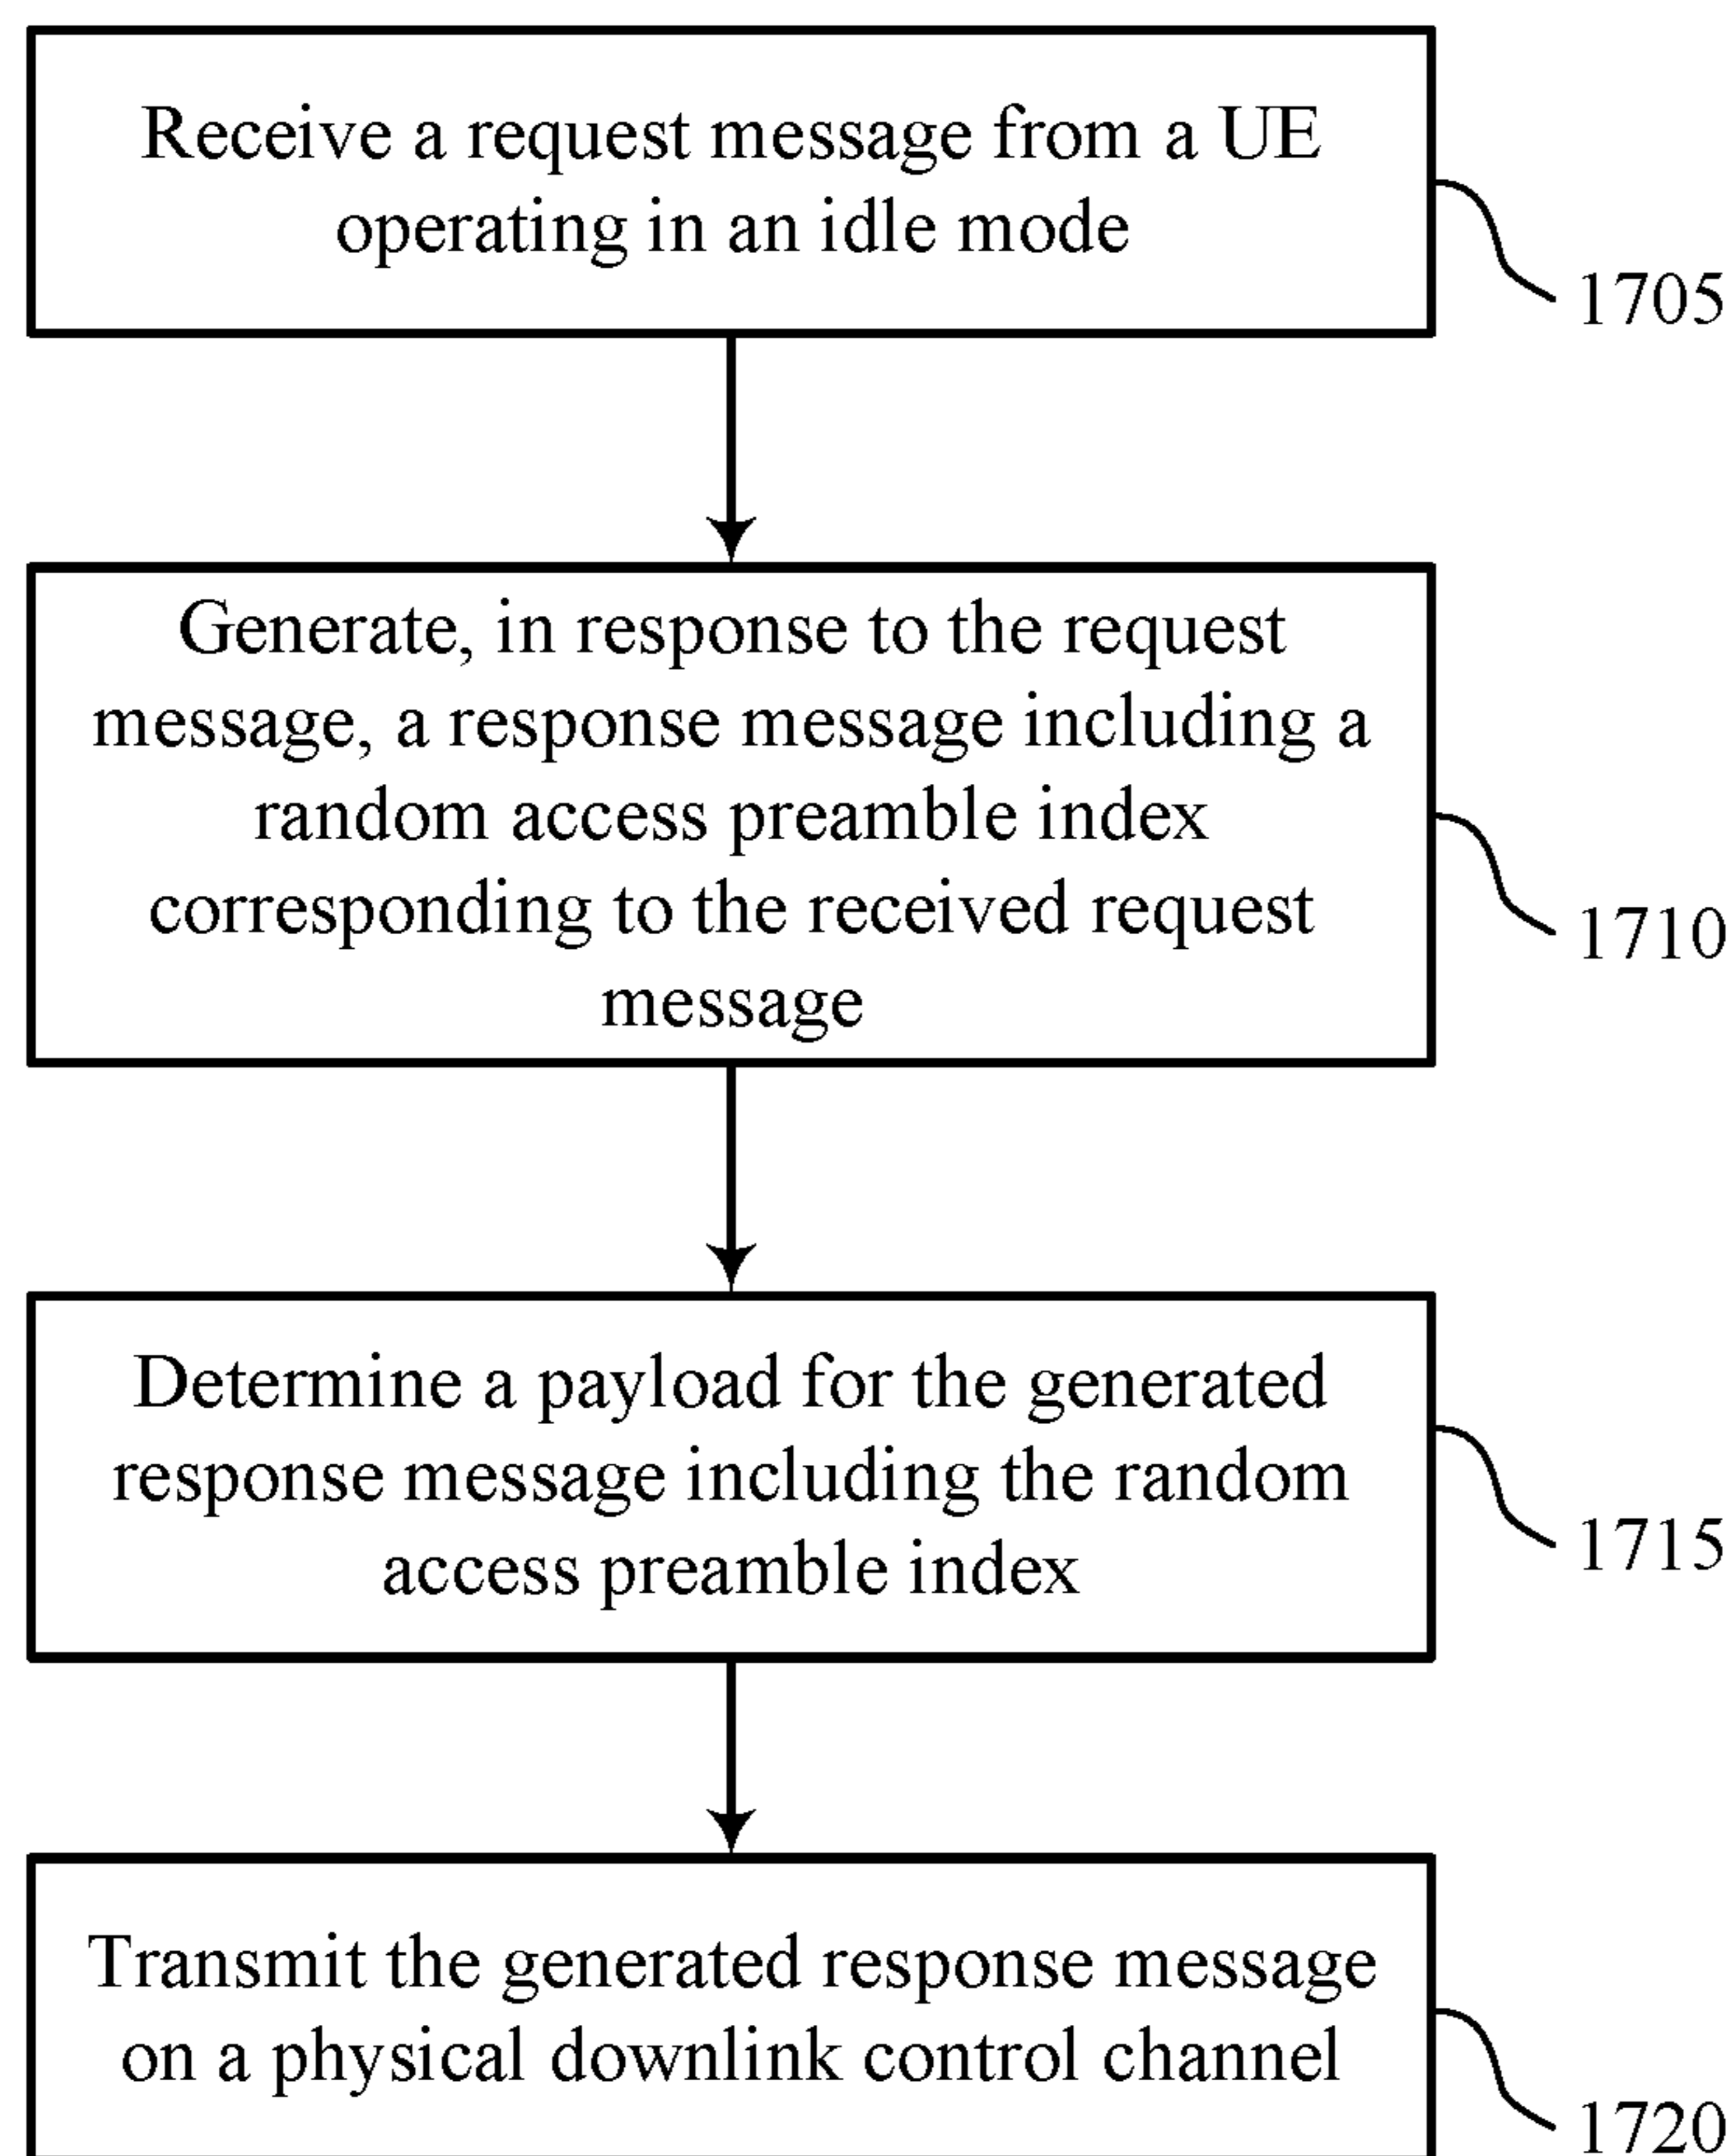 Receive a request message from a UE
operating in an idle mode
1705
Generate, in response to the request
message, a response message including a
random access preamble index
corresponding to the received request
message
1710
Determine a payload for the generated
response message including the random
access preamble index
1715
Transmit the generated response message
on a physical downlink control channel
1720